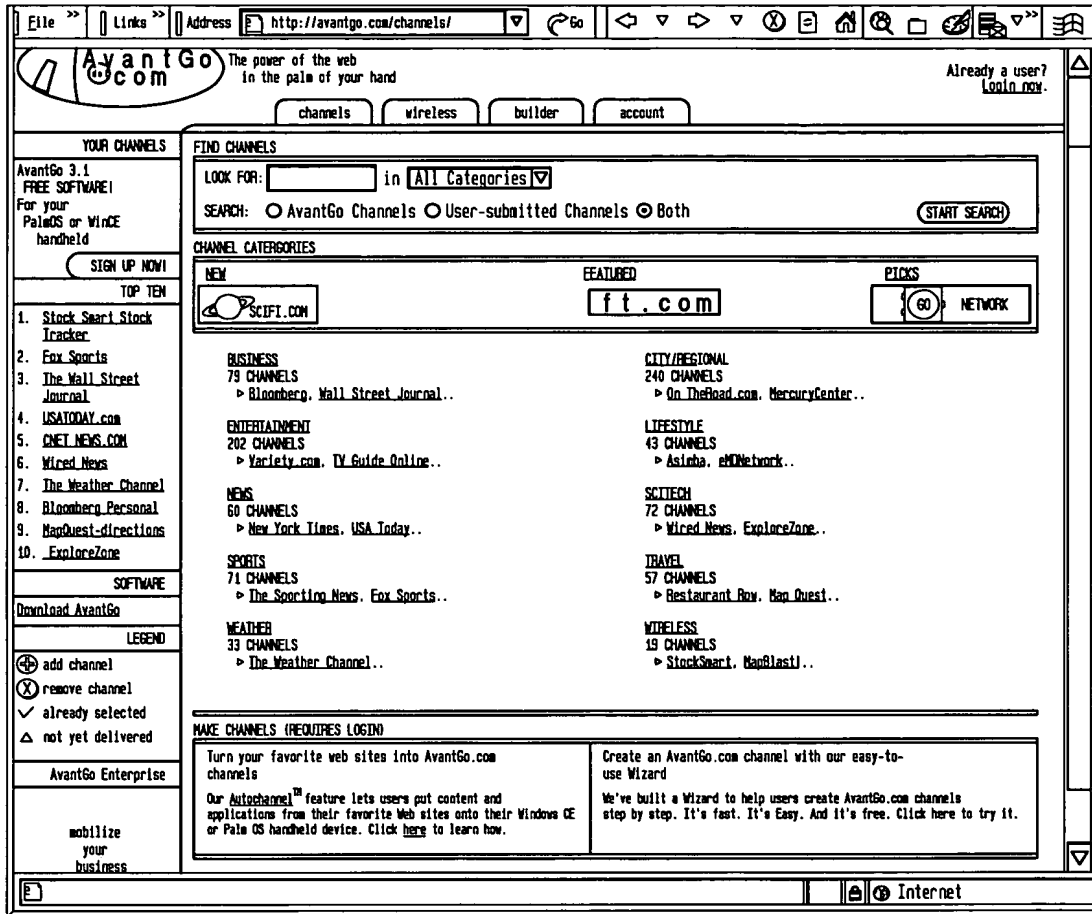 File >> Links >> Address http://avantgo.com/channels/ Go >>
AvantGo
.com
The power of the web
in the palm of your hand
Already a user?
Login now.
channels wireless builder account
YOUR CHANNELS
AvantGo 3.1
FREE SOFTWARE!
For your
PalmOS or WinCE
handheld
SIGN UP NOW!
TOP TEN
1. Stock Smart Stock
Tracker
2. Fox Sports
3. The Wall Street
Journal
4. USATODAY.com
5. CNET NEWS.COM
6. Wired News
7. The Weather Channel
8. Bloomberg Personal
9. MapQuest-directions
10. ExploreZone
SOFTWARE
Download AvantGo
LEGEND
add channel
remove channel
already selected
not yet delivered
AvantGo Enterprise
mobilize
your
business
FIND CHANNELS
LOOK FOR: in All Categories
SEARCH: AvantGo Channels User-submitted Channels Both START SEARCH
CHANNEL CATERGORIES
NEW FEATURED PICKS
SCIFI.COM ft.com GO NETWORK
BUSINESS
79 CHANNELS
Bloomberg, Wall Street Journal..
CITY/REGIONAL
240 CHANNELS
On TheRoad.com, MercuryCenter..
ENTERTAINMENT
202 CHANNELS
Variety.com, TV Guide Online..
LIFESTYLE
43 CHANNELS
Asimba, eMDNetwork..
NEWS
60 CHANNELS
New York Times, USA Today..
SCITECH
72 CHANNELS
Wired News, ExploreZone..
SPORTS
71 CHANNELS
The Sporting News, Fox Sports..
TRAVEL
57 CHANNELS
Restaurant Row, Map Quest..
WEATHER
33 CHANNELS
The Weather Channel..
WIRELESS
19 CHANNELS
StockSmart, MapBlast!..
MAKE CHANNELS (REQUIRES LOGIN)
Turn your favorite web sites into AvantGo.com
channels
Our Autochannel™ feature lets users put content and
applications from their favorite Web sites onto their Windows CE
or Palm OS handheld device. Click here to learn how.
Create an AvantGo.com channel with our easy-to-
use Wizard
We've built a Wizard to help users create AvantGo.com channels
step by step. It's fast. It's Easy. And it's free. Click here to try it.
Internet